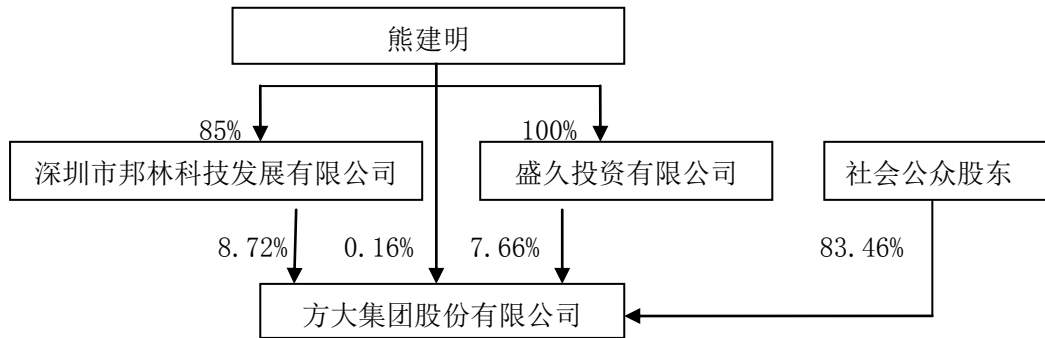 熊建明
85%
100%
深圳市邦林科技发展有限公司
盛久投资有限公司
社会公众股东
8.72%
0.16%
7.66%
83.46%
方大集团股份有限公司